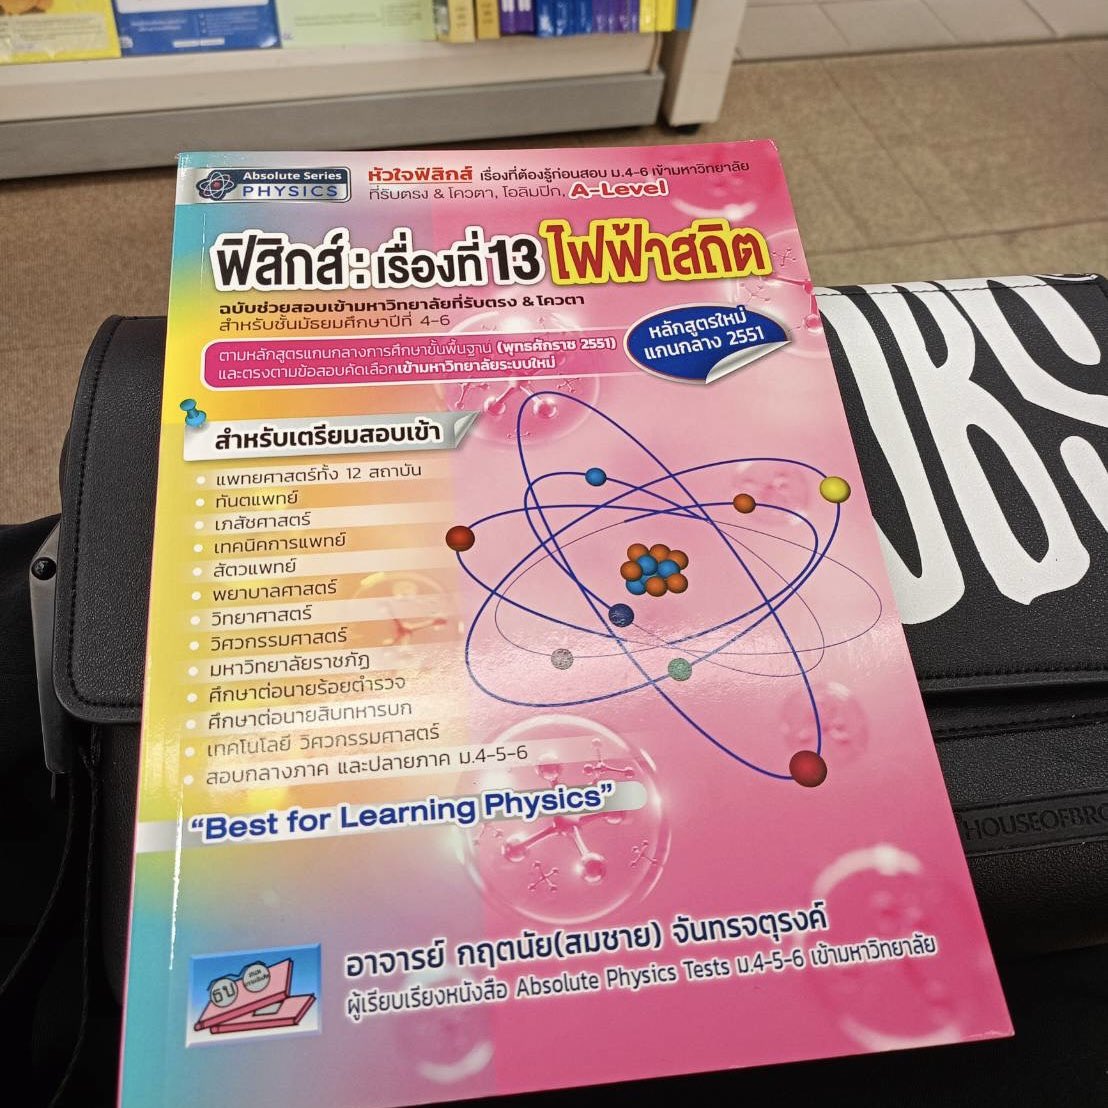 Absolute Series
PHYSICS
หัวใจฟิสิกส์ เรื่องที่ต้องรู้ก่อนสอบ ม.4-6 เข้ามหาวิทยาลัย
ที่รับตรง & โควตา, โอลิมปิก, A-Level
ฟิสิกส์ : เรื่องที่ 13 ไฟฟ้าสถิต
ฉบับช่วยสอบเข้ามหาวิทยาลัยที่รับตรง & โควตา
สำหรับชั้นมัธยมศึกษาปีที่ 4-6
ตามหลักสูตรแกนกลางการศึกษาขั้นพื้นฐาน (พุทธศักราช 2551)
และตรงตามข้อสอบคัดเลือกเข้ามหาวิทยาลัยระบบใหม่
หลักสูตรใหม่
แกนกลาง 2551
สำหรับเตรียมสอบเข้า
แพทยศาสตร์ทั้ง 12 สถาบัน
ทันตแพทย์
เภสัชศาสตร์
เทคนิคการแพทย์
สัตวแพทย์
พยาบาลศาสตร์
วิทยาศาสตร์
วิศวกรรมศาสตร์
มหาวิทยาลัยราชภัฏ
ศึกษาต่อนายร้อยตำรวจ
ศึกษาต่อนายสิบทหารบก
เทคโนโลยี วิศวกรรมศาสตร์
สอบกลางภาค และปลายภาค ม.4-5-6
"Best for Learning Physics"
อาจารย์ กฤตนัย(สมชาย) จันทรจตุรงค์
ผู้เรียบเรียงหนังสือ Absolute Physics Tests ม.4-5-6 เข้ามหาวิทยาลัย